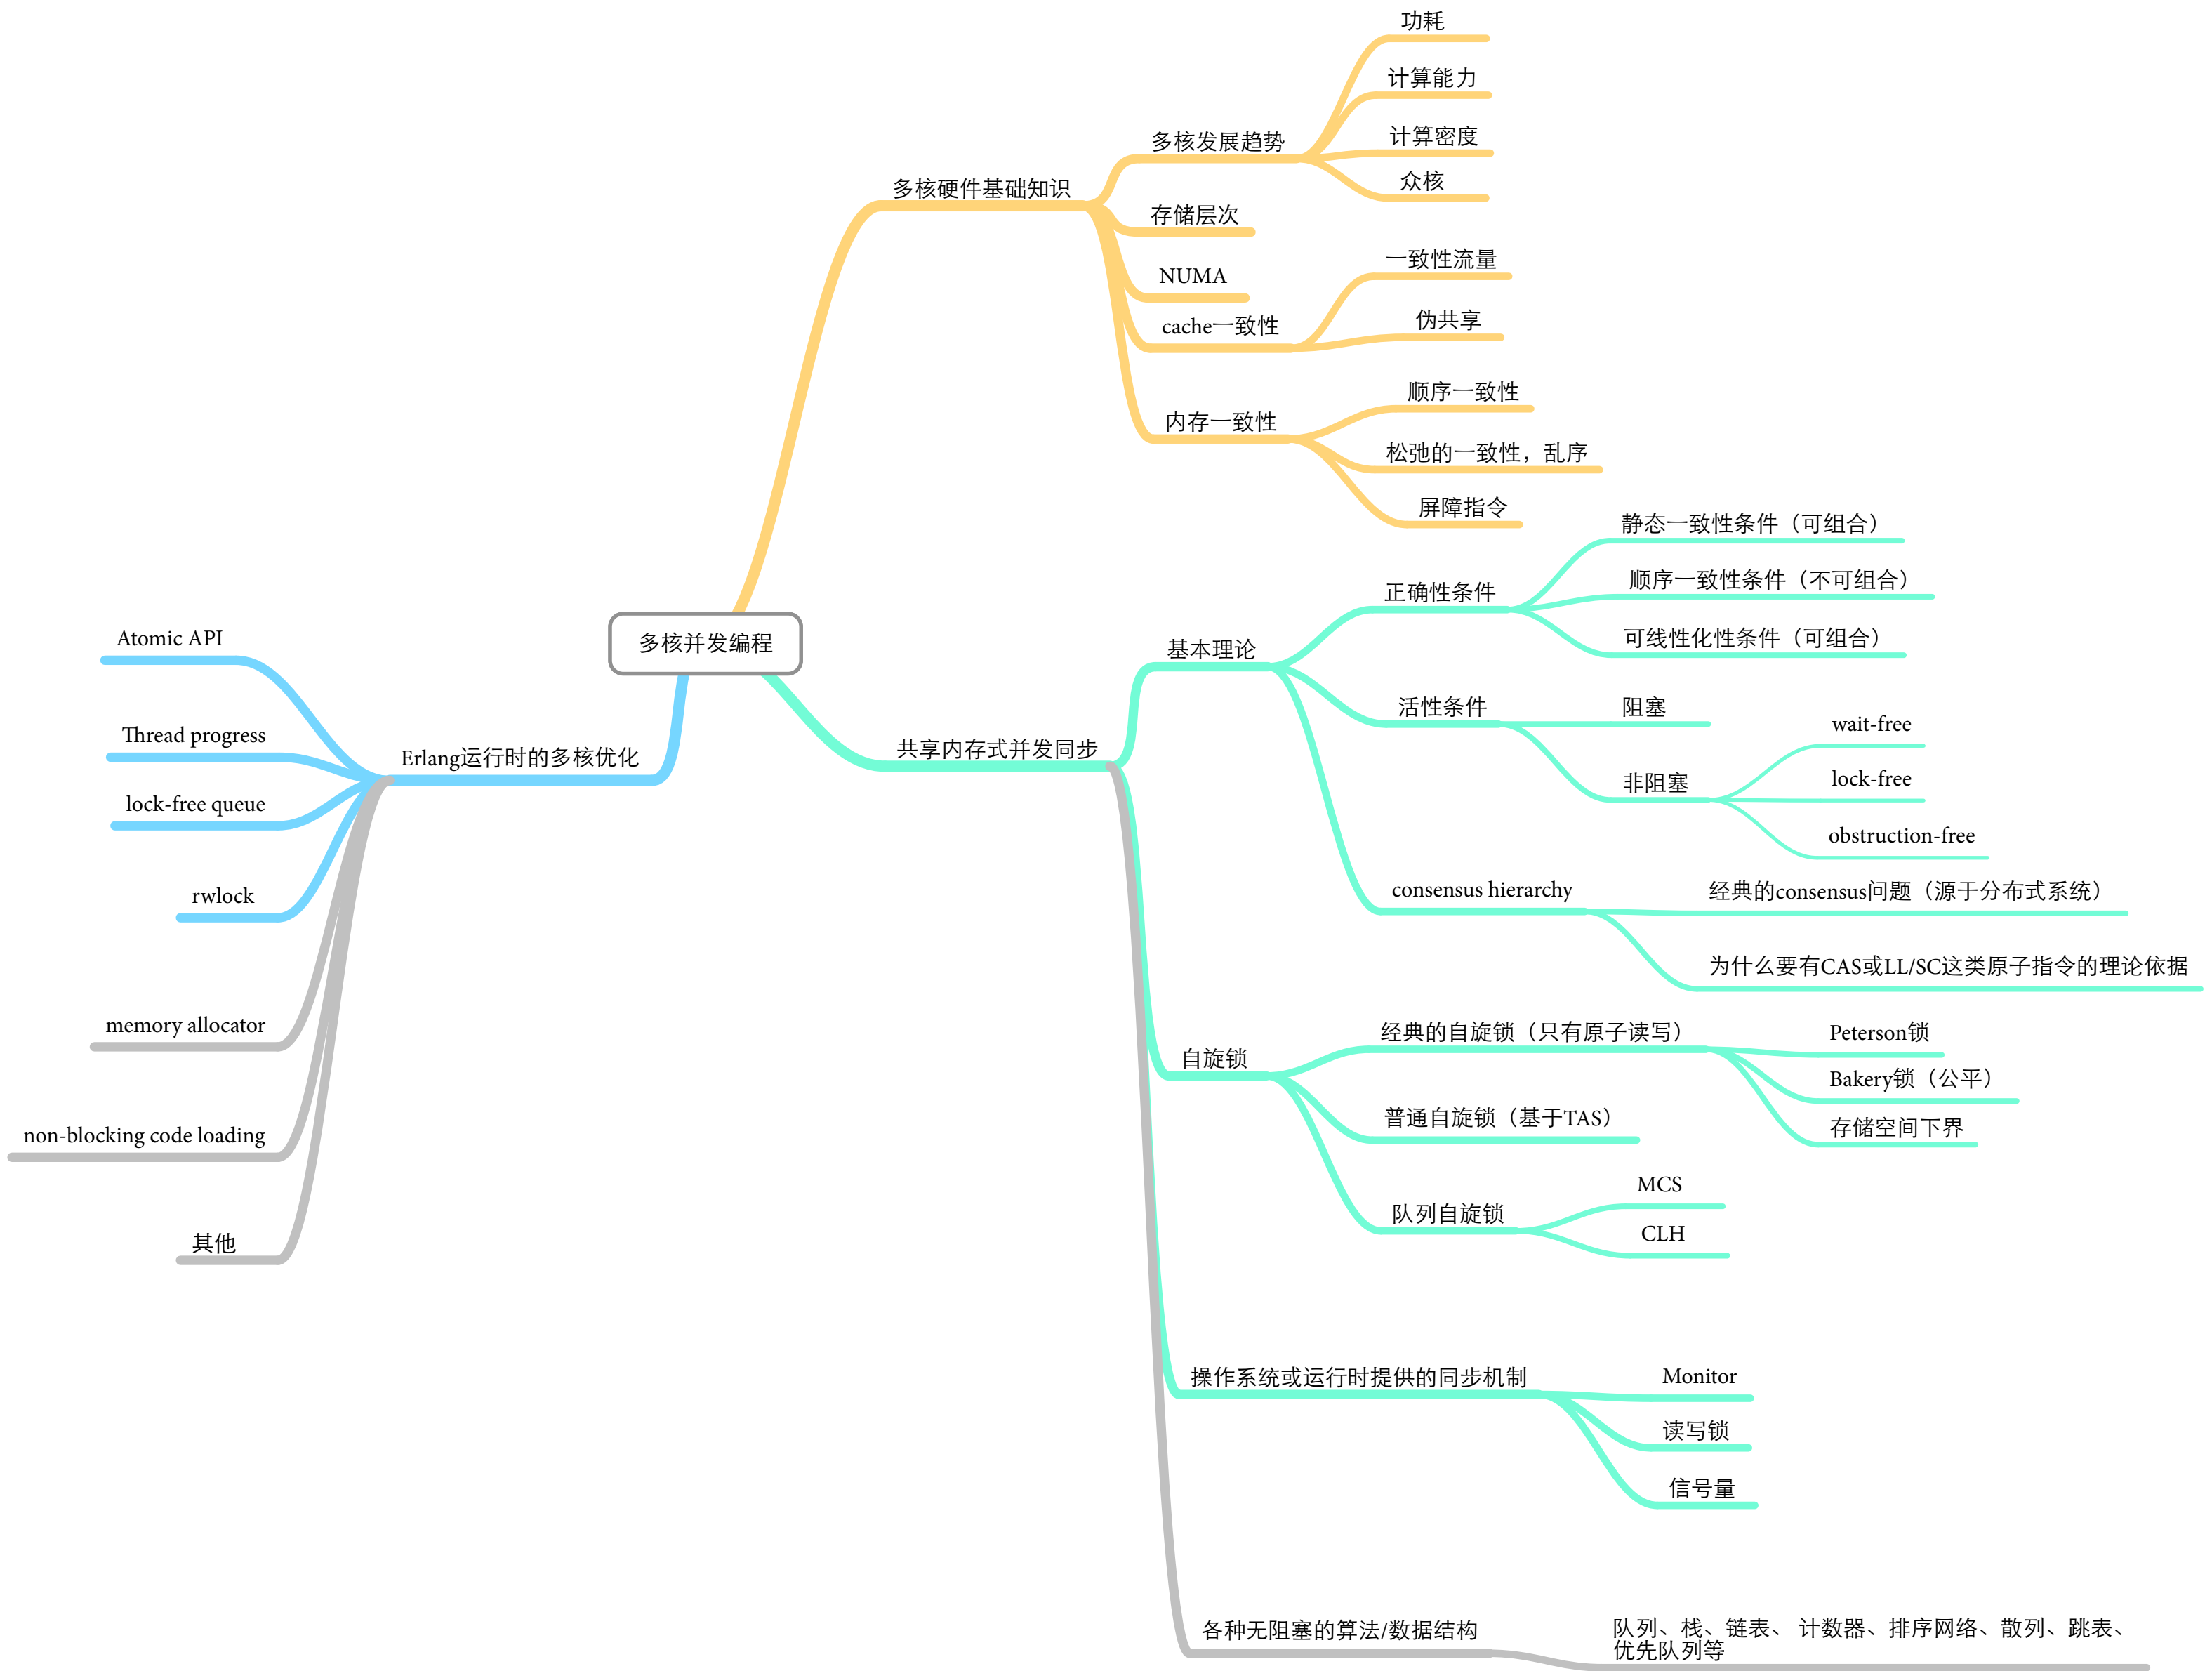 多核并发编程
多核硬件基础知识
多核发展趋势
功耗
计算能力
计算密度
众核
存储层次
NUMA
cache一致性
一致性流量
伪共享
内存一致性
顺序一致性
松弛的一致性，乱序
屏障指令
共享内存式并发同步
基本理论
正确性条件
静态一致性条件（可组合）
顺序一致性条件（不可组合）
可线性化性条件（可组合）
活性条件
阻塞
非阻塞
wait-free
lock-free
obstruction-free
consensus hierarchy
经典的consensus问题（源于分布式系统）
为什么要有CAS或LL/SC这类原子指令的理论依据
自旋锁
经典的自旋锁（只有原子读写）
Peterson锁
Bakery锁（公平）
存储空间下界
普通自旋锁（基于TAS）
队列自旋锁
MCS
CLH
操作系统或运行时提供的同步机制
Monitor
读写锁
信号量
各种无阻塞的算法/数据结构
队列、栈、链表、 计数器、排序网络、散列、跳表、
优先队列等
Erlang运行时的多核优化
Atomic API
Thread progress
lock-free queue
rwlock
memory allocator
non-blocking code loading
其他